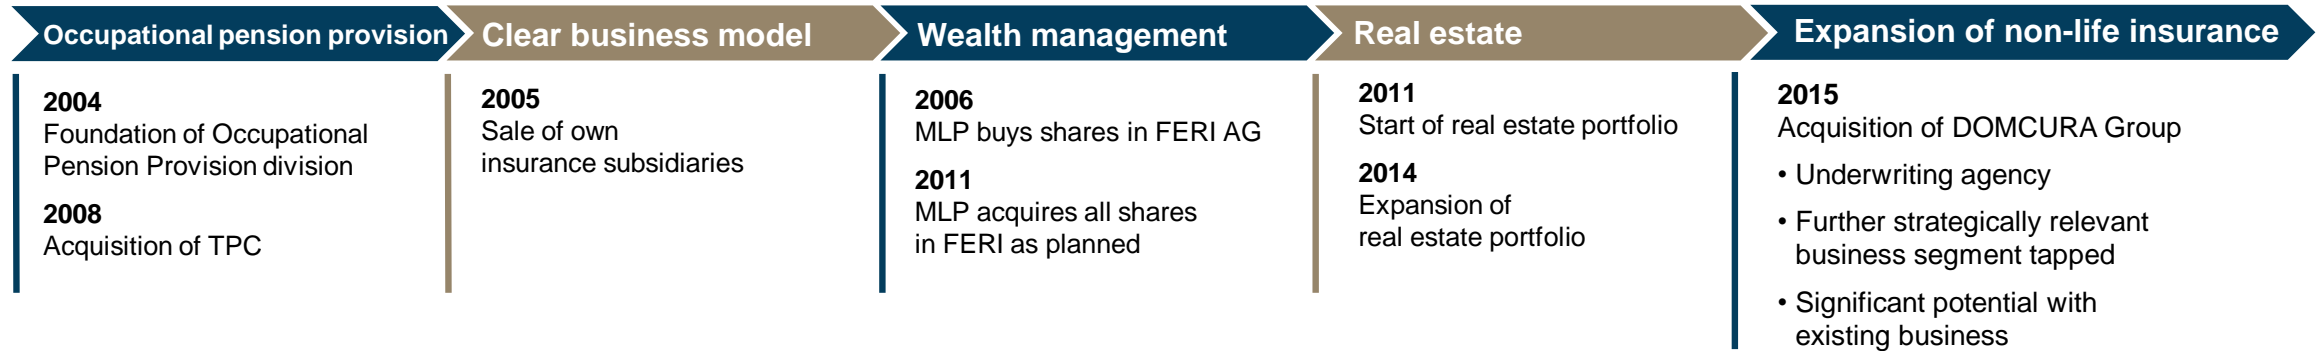 Occupational pension provision
2004
Foundation of Occupational
Pension Provision division
2008
Acquisition of TPC
Clear business model
2005
Sale of own
insurance subsidiaries
Wealth management
2006
MLP buys shares in FERI AG
2011
MLP acquires all shares
in FERI as planned
Real estate
2011
Start of real estate portfolio
2014
Expansion of
real estate portfolio
Expansion of non-life insurance
2015
Acquisition of DOMCURA Group
• Underwriting agency
• Further strategically relevant
business segment tapped
• Significant potential with
existing business